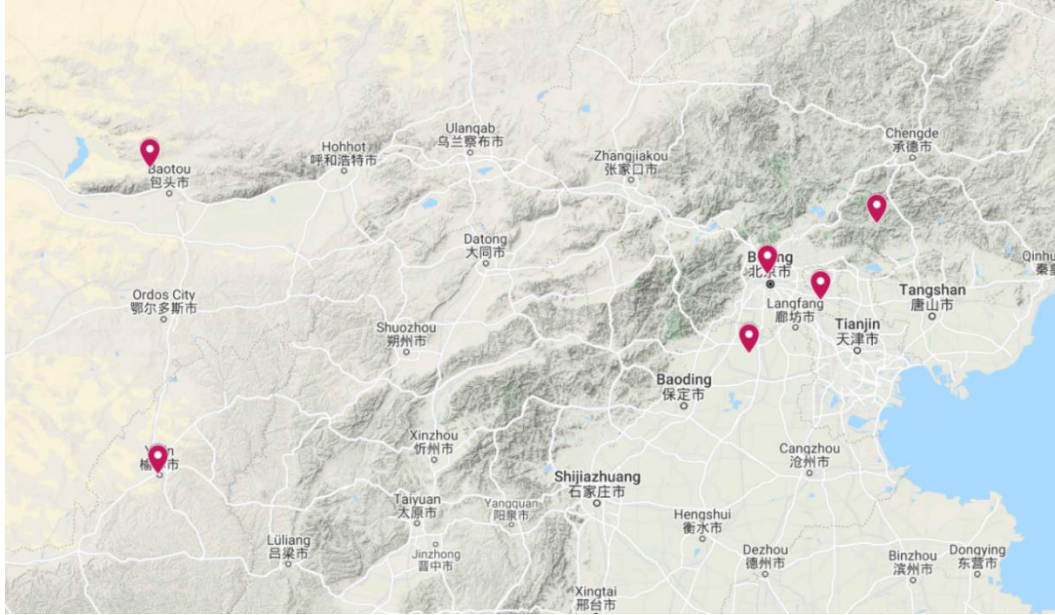 Ulanqab
乌兰察布市
Hohhot
呼和浩特市
Chengde
承德市
Zhangjiakou
张家口市
Baotou
包头市
Datong
大同市
北京市
Qinhu
秦皇
Ordos City
鄂尔多斯市
Tangshan
唐山市
Langfang
廊坊市
Shuozhou
朔州市
Tianjin
天津市
Baoding
保定市
Xinzhou
忻州市
Cangzhou
沧州市
Shijiazhuang
石家庄市
Taiyuan
太原市
Yangquan
阳泉市
Hengshui
衡水市
Lüliang
吕梁市
Jinzhong
晋中市
Dezhou
德州市
Binzhou
滨州市
Dongying
东营市
Xingtai
邢台市